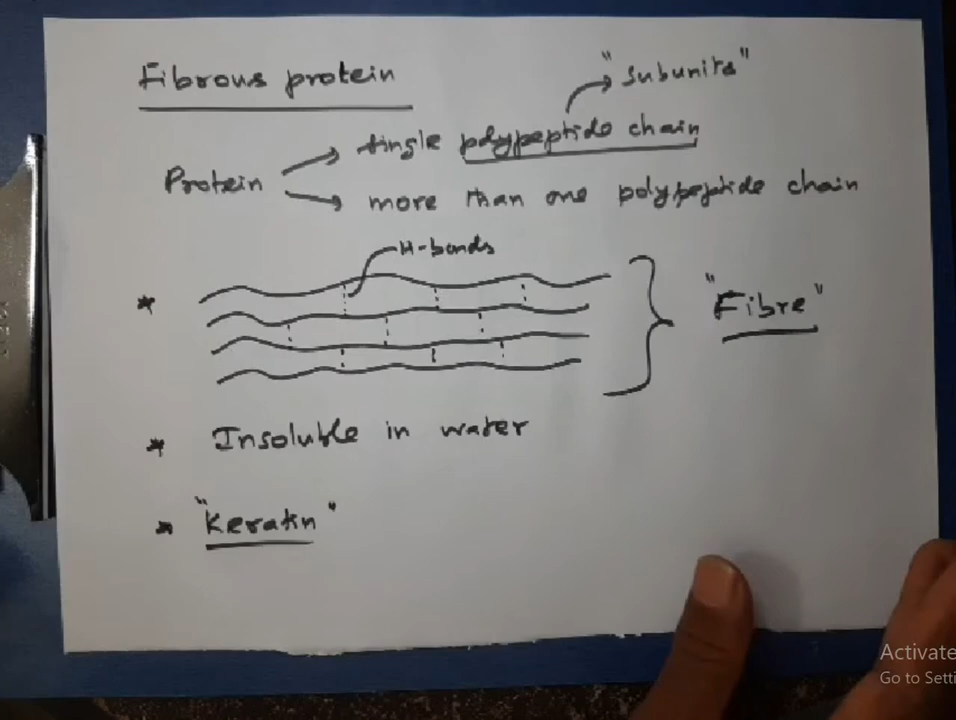 Fibrous protein
"Subunits"
Protein → single polypeptide chain
→ more than one polypeptide chain
H-bonds
* "Fibre"
* Insoluble in water
* "Keratin"
Activate
Go to Setti